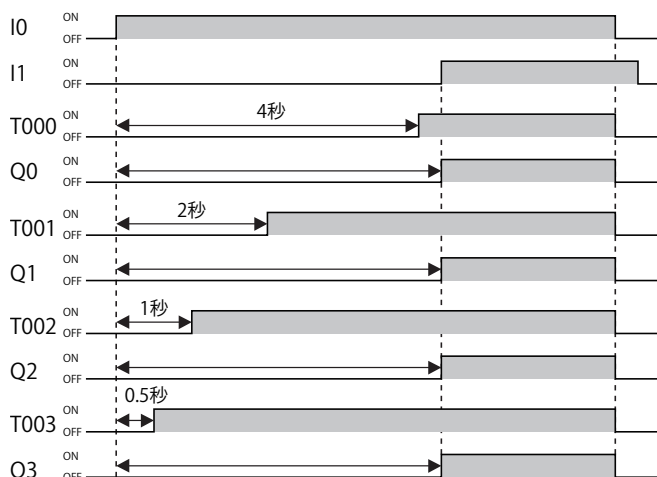 I0 ON OFF
I1 ON OFF
T000 ON OFF 4秒
Q0 ON OFF
T001 ON OFF 2秒
Q1 ON OFF
T002 ON OFF 1秒
Q2 ON OFF
T003 ON OFF 0.5秒
Q3 ON OFF